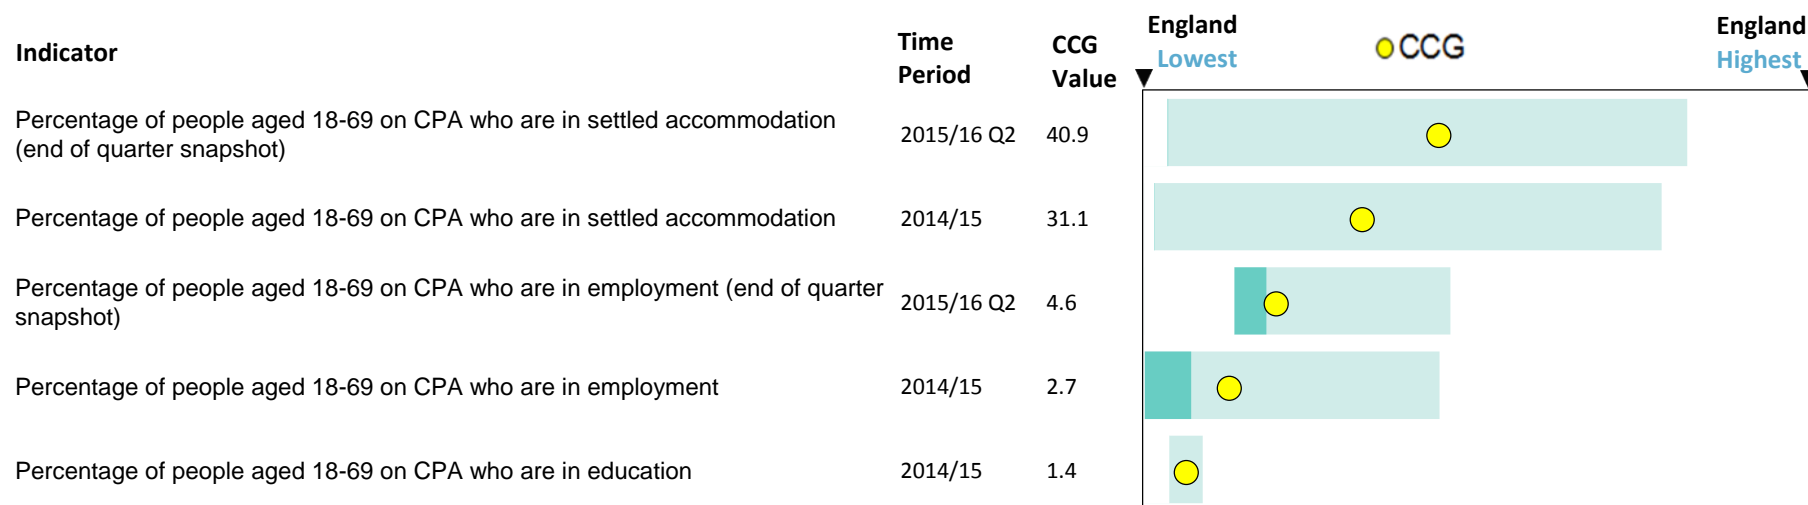 Indicator
Time
Period
CCG
Value
England
Lowest
CCG
England
Highest
Percentage of people aged 18-69 on CPA who are in settled accommodation
(end of quarter snapshot)
2015/16 Q2
40.9
Percentage of people aged 18-69 on CPA who are in settled accommodation
2014/15
31.1
Percentage of people aged 18-69 on CPA who are in employment (end of quarter
snapshot)
2015/16 Q2
4.6
Percentage of people aged 18-69 on CPA who are in employment
2014/15
2.7
Percentage of people aged 18-69 on CPA who are in education
2014/15
1.4